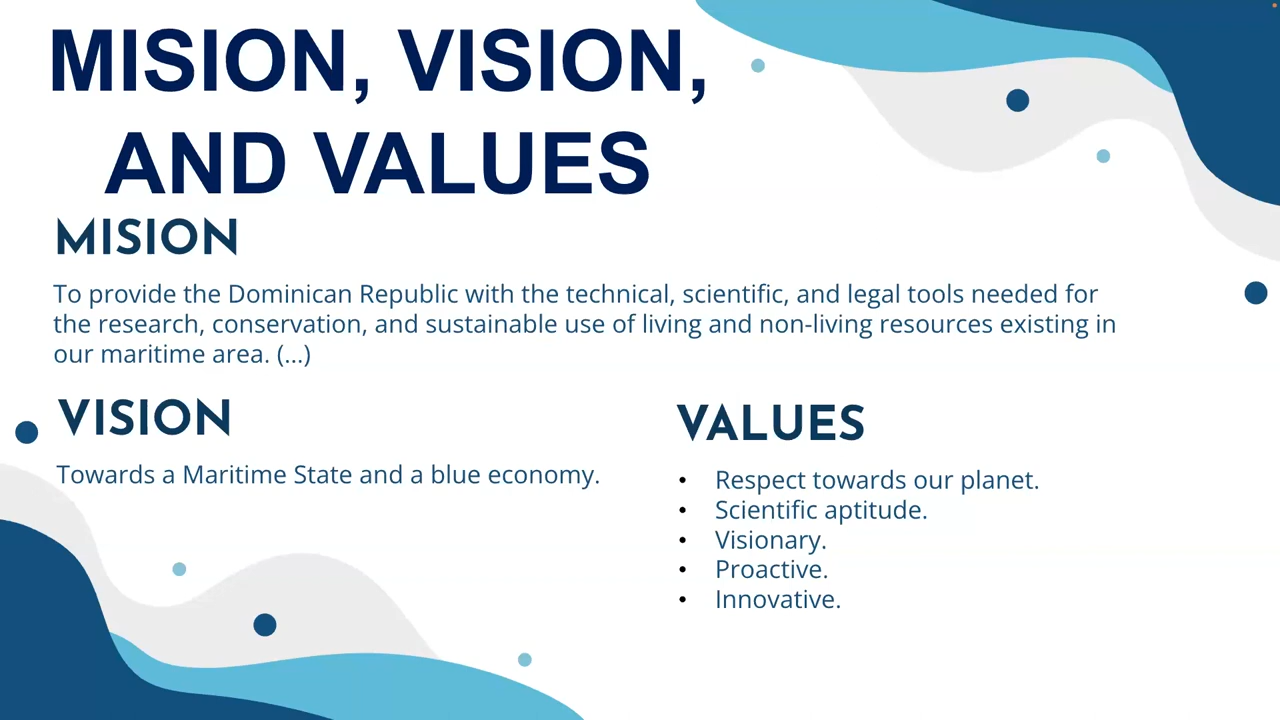 MISION, VISION,
AND VALUES
MISION
To provide the Dominican Republic with the technical, scientific, and legal tools needed for
the research, conservation, and sustainable use of living and non-living resources existing in
our maritime area. (...)
VISION
Towards a Maritime State and a blue economy.
VALUES
• Respect towards our planet.
• Scientific aptitude.
• Visionary.
• Proactive.
• Innovative.